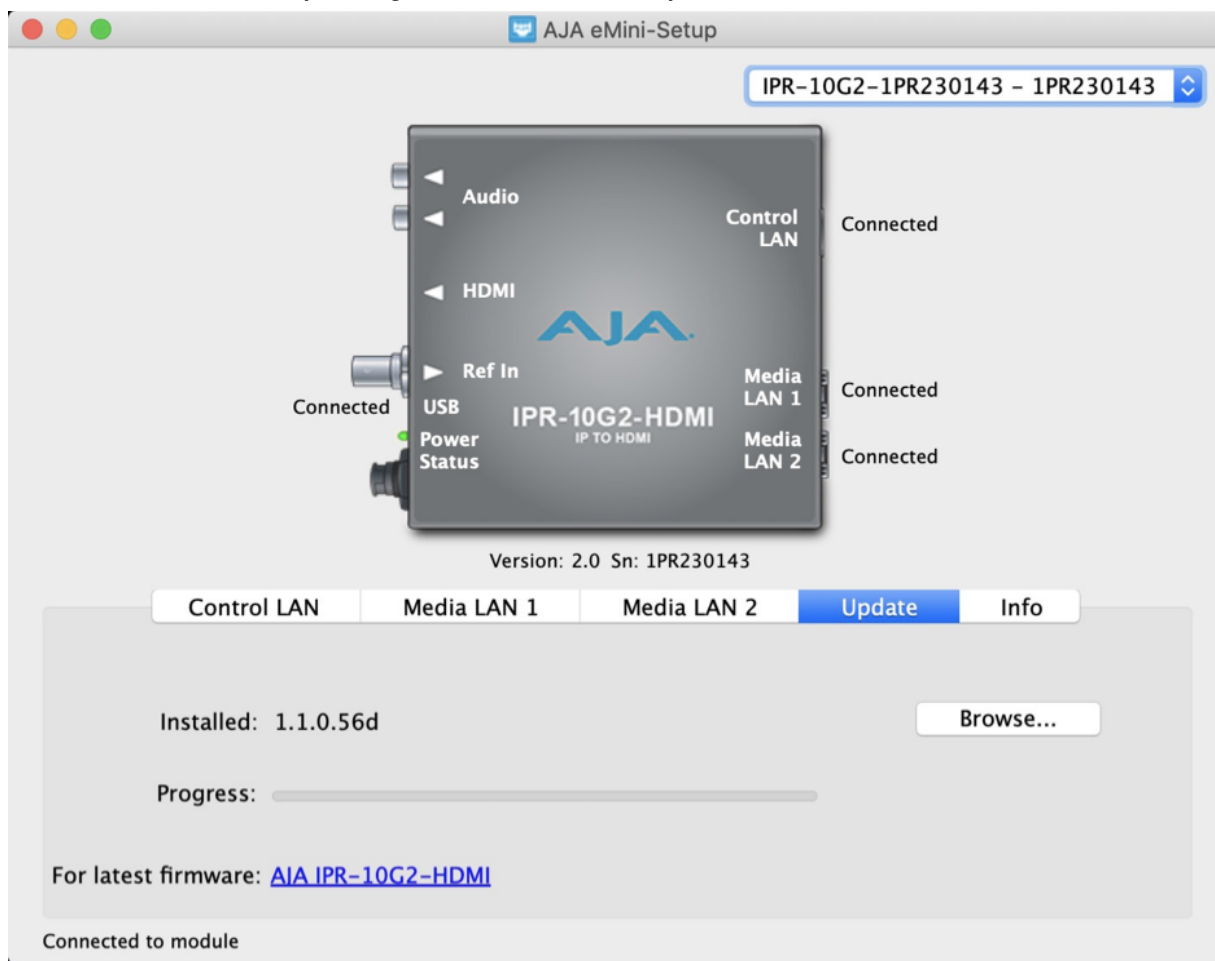 AJA eMini-Setup
IPR-10G2-1PR230143 - 1PR230143
Audio
Control
LAN
Connected
HDMI
AJA.
Ref In
Connected
USB
Media
LAN 1
Connected
IPR-10G2-HDMI
IP TO HDMI
Power
Status
Media
LAN 2
Connected
Version: 2.0 Sn: 1PR230143
Control LAN
Media LAN 1
Media LAN 2
Update
Info
Installed: 1.1.0.56d
Browse...
Progress:
For latest firmware: AJA IPR-10G2-HDMI
Connected to module